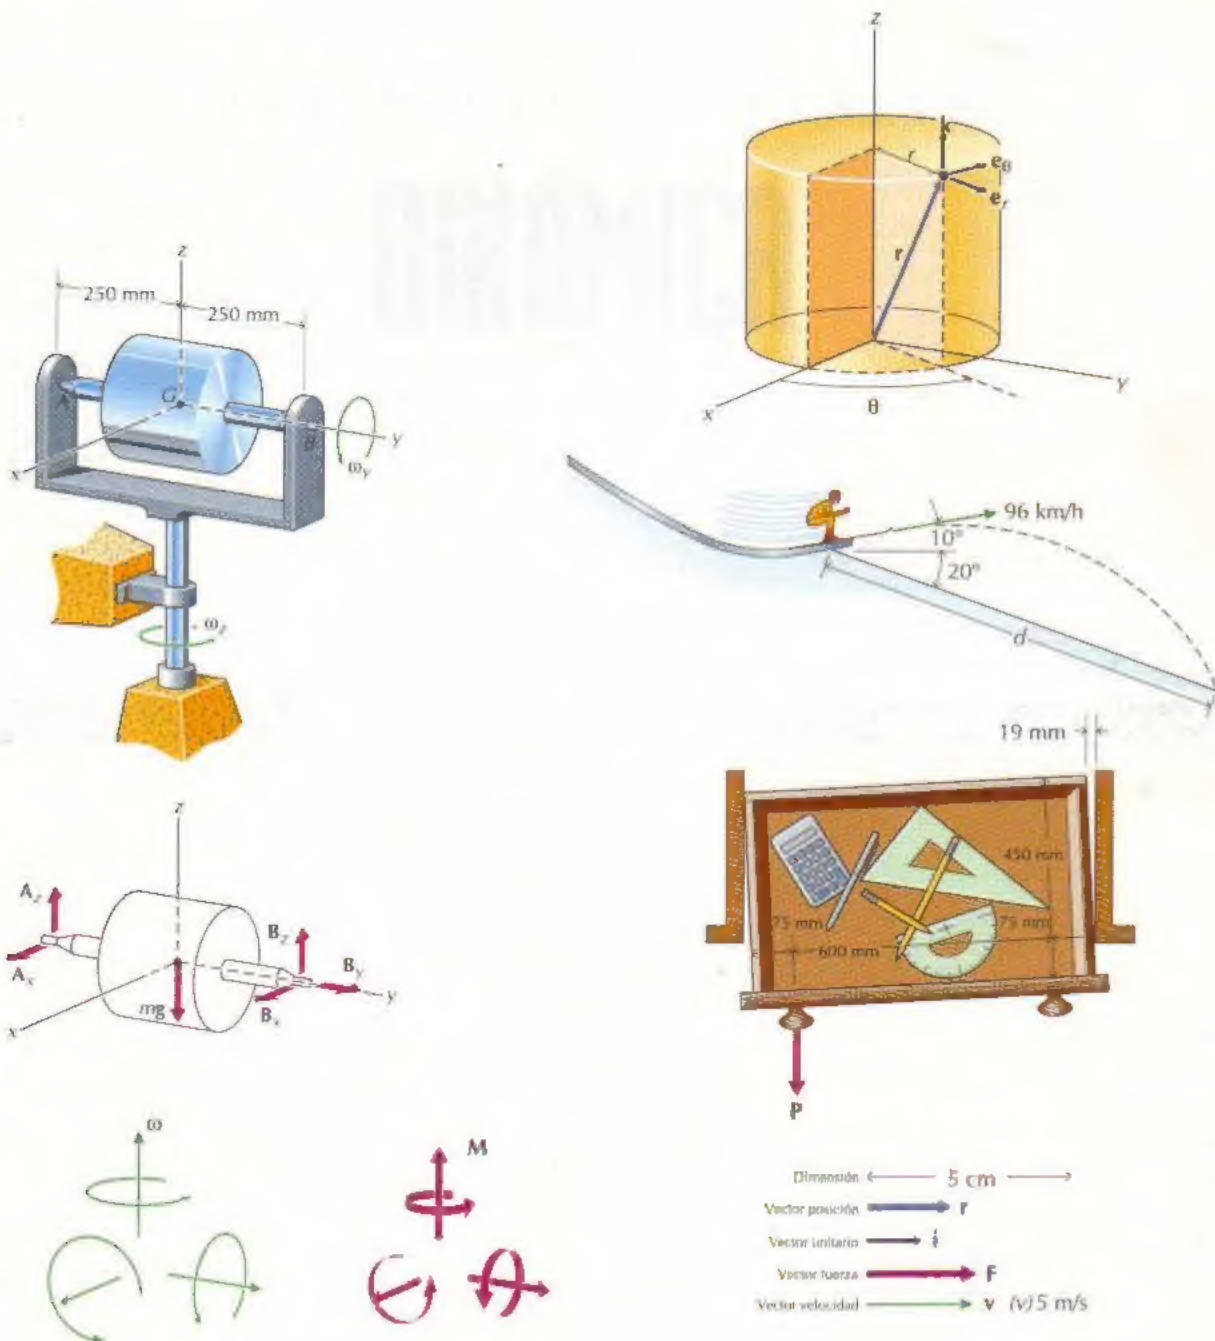 z
r
k
e_θ
e_r
r
x
y
θ
z
250 mm
250 mm
A
G
B
x
y
ω_y
ω_z
96 km/h
10°
20°
d
19 mm
450 mm
75 mm
75 mm
600 mm
P
z
A_z
A_x
B_z
B_y
B_x
mg
x
y
ω
M
Dimensión 5 cm
Vector posición r
Vector unitario i
Vector fuerza F
Vector velocidad v (v) 5 m/s